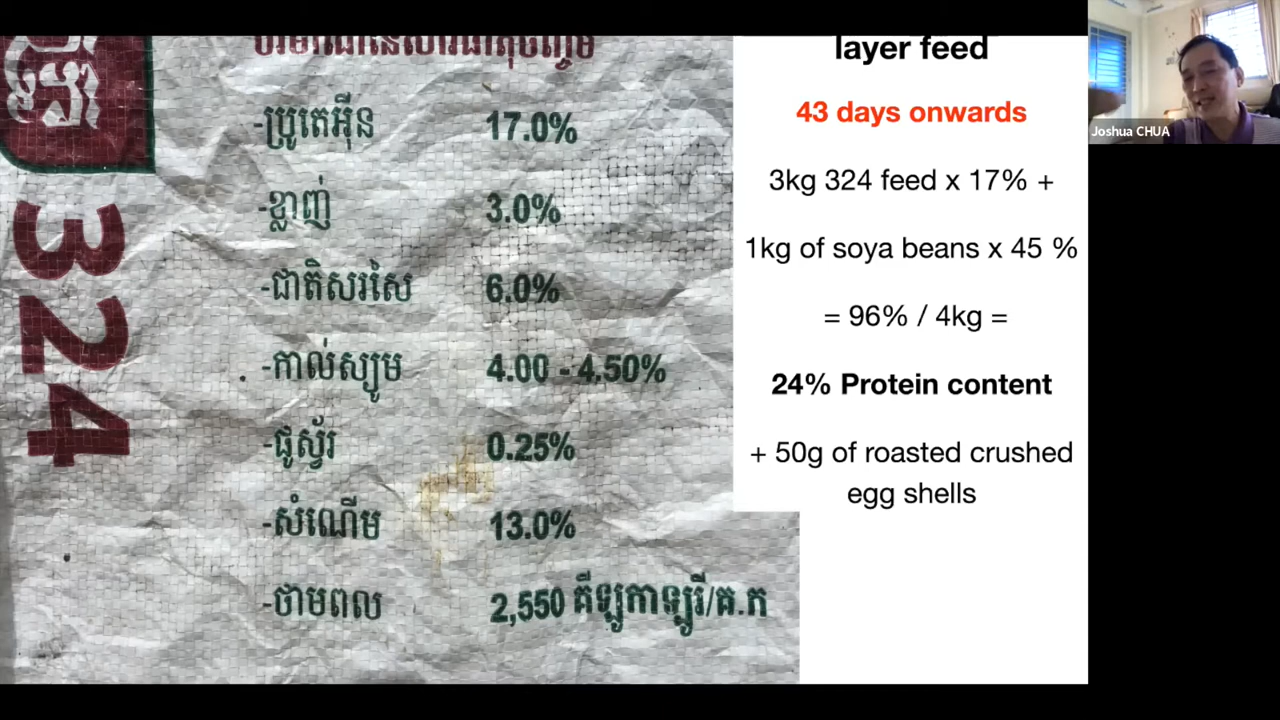 -ប្រូតេអ៊ីន 17.0%
-ខ្លាញ់ 3.0%
-ជាតិសរសៃ 6.0%
-កាល់ស្យូម 4.00 - 4.50%
-ផូស្វ័រ 0.25%
-សំណើម 13.0%
-ថាមពល 2,550 គីឡូកាឡូរី/គ.ក
324
layer feed
43 days onwards
3kg 324 feed x 17% +
1kg of soya beans x 45 %
= 96% / 4kg =
24% Protein content
+ 50g of roasted crushed
egg shells
Joshua CHUA